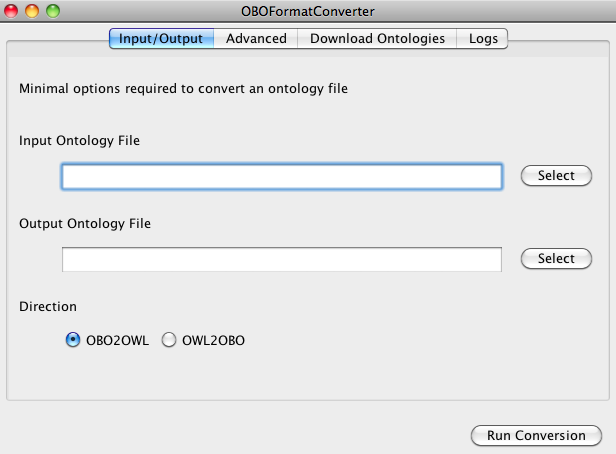 OBOFormatConverter
Input/Output Advanced Download Ontologies Logs
Minimal options required to convert an ontology file
Input Ontology File
Select
Output Ontology File
Select
Direction
OBO2OWL OWL2OBO
Run Conversion